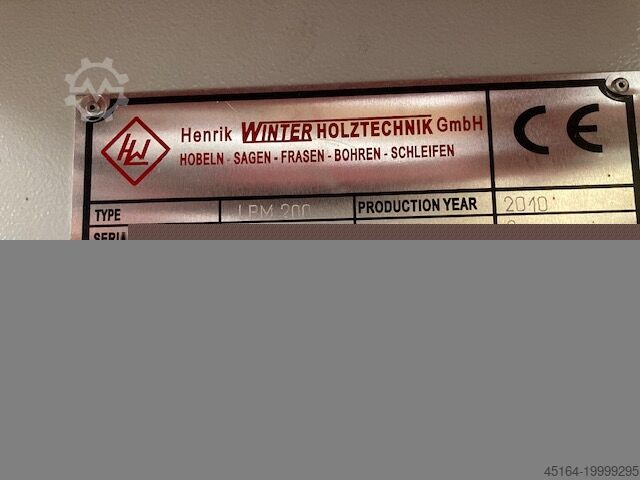 Henrik WINTER HOLZTECHNIK GmbH
HOBELN - SAGEN - FRASEN - BOHREN - SCHLEIFEN
CE
HW
TYPE LPM 200 PRODUCTION YEAR 2010
45164-19999295